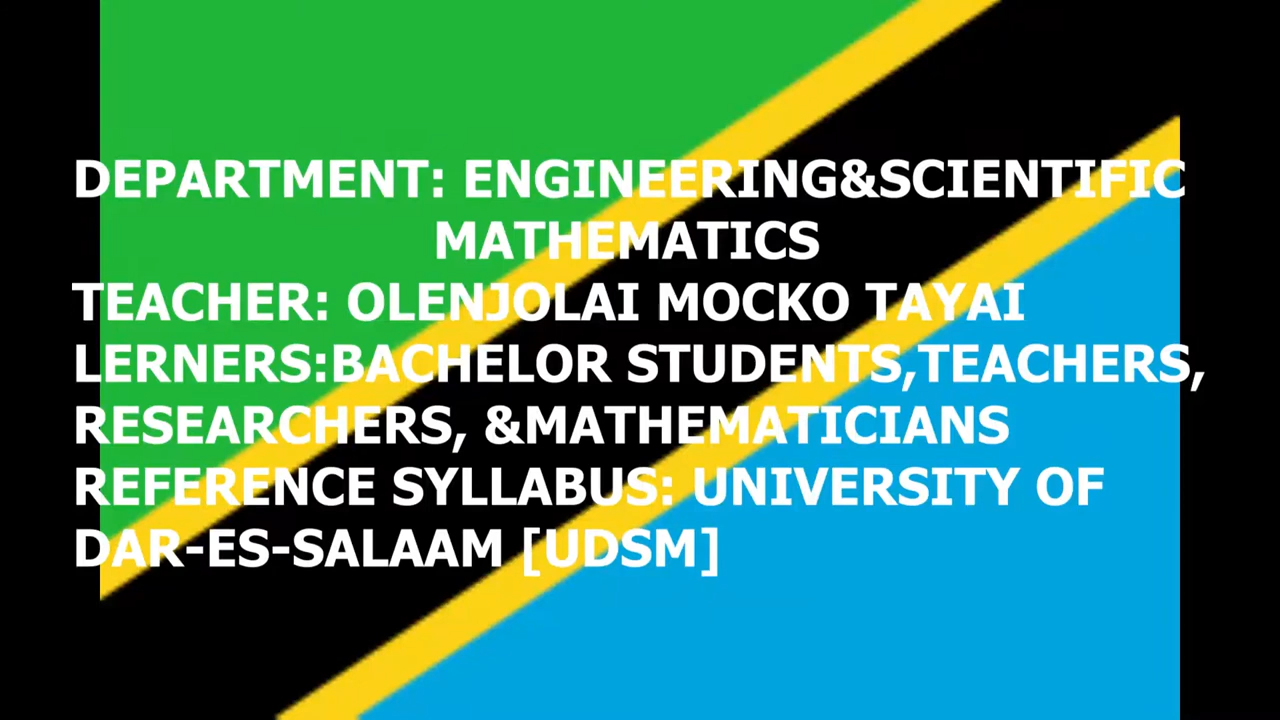 DEPARTMENT: ENGINEERING&SCIENTIFIC
MATHEMATICS
TEACHER: OLENJOLAI MOCKO TAYAI
LERNERS:BACHELOR STUDENTS,TEACHERS,
RESEARCHERS, &MATHEMATICIANS
REFERENCE SYLLABUS: UNIVERSITY OF
DAR-ES-SALAAM [UDSM]